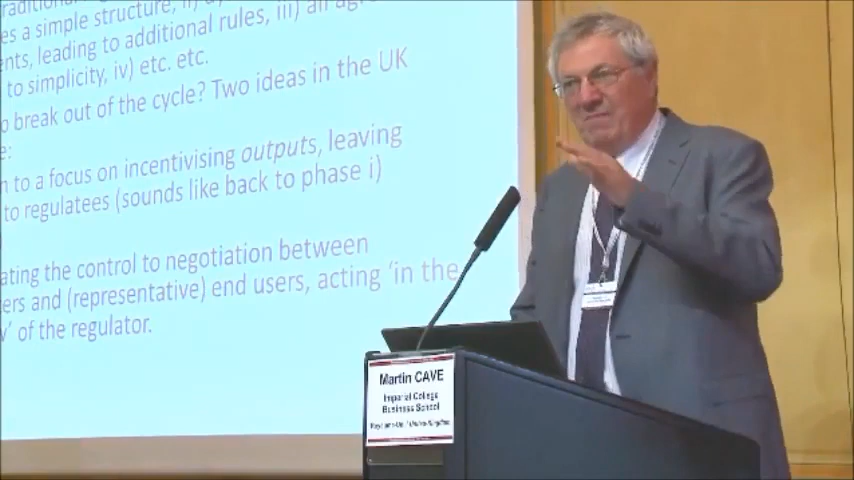 es a simple structure,
nts, leading to additional rules, iii) all
to simplicity, iv) etc. etc.
o break out of the cycle? Two ideas in the UK
e:
n to a focus on incentivising outputs, leaving
to regulatees (sounds like back to phase i)
ating the control to negotiation between
ers and (representative) end users, acting 'in the
of the regulator.
Martin CAVE
Imperial College
Business School